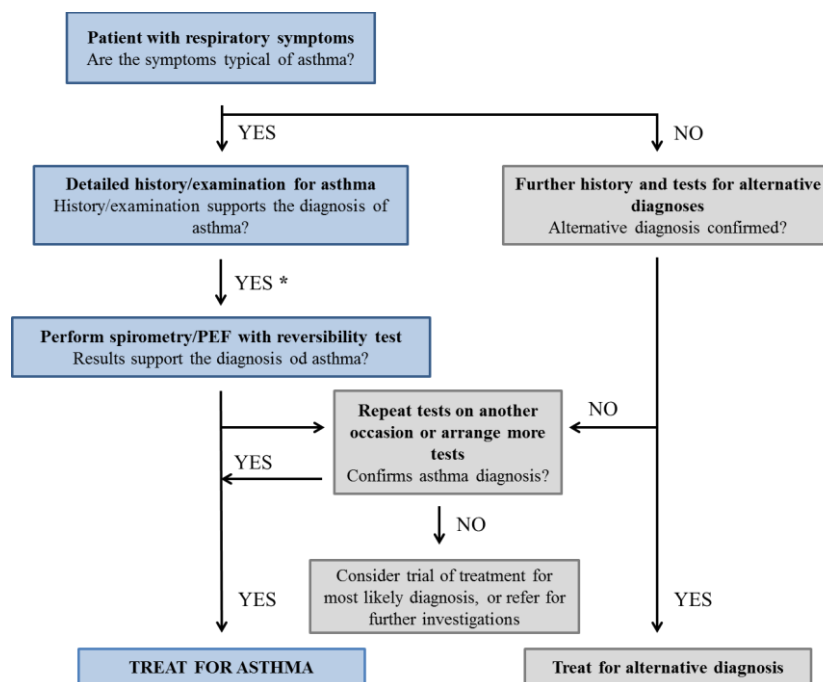 Patient with respiratory symptoms
Are the symptoms typical of asthma?
YES
NO
Detailed history/examination for asthma
History/examination supports the diagnosis of
asthma?
Further history and tests for alternative
diagnoses
Alternative diagnosis confirmed?
YES *
Perform spirometry/PEF with reversibility test
Results support the diagnosis od asthma?
Repeat tests on another
occasion or arrange more
tests
Confirms asthma diagnosis?
NO
YES
NO
Consider trial of treatment for
most likely diagnosis, or refer for
further investigations
YES
YES
TREAT FOR ASTHMA
Treat for alternative diagnosis